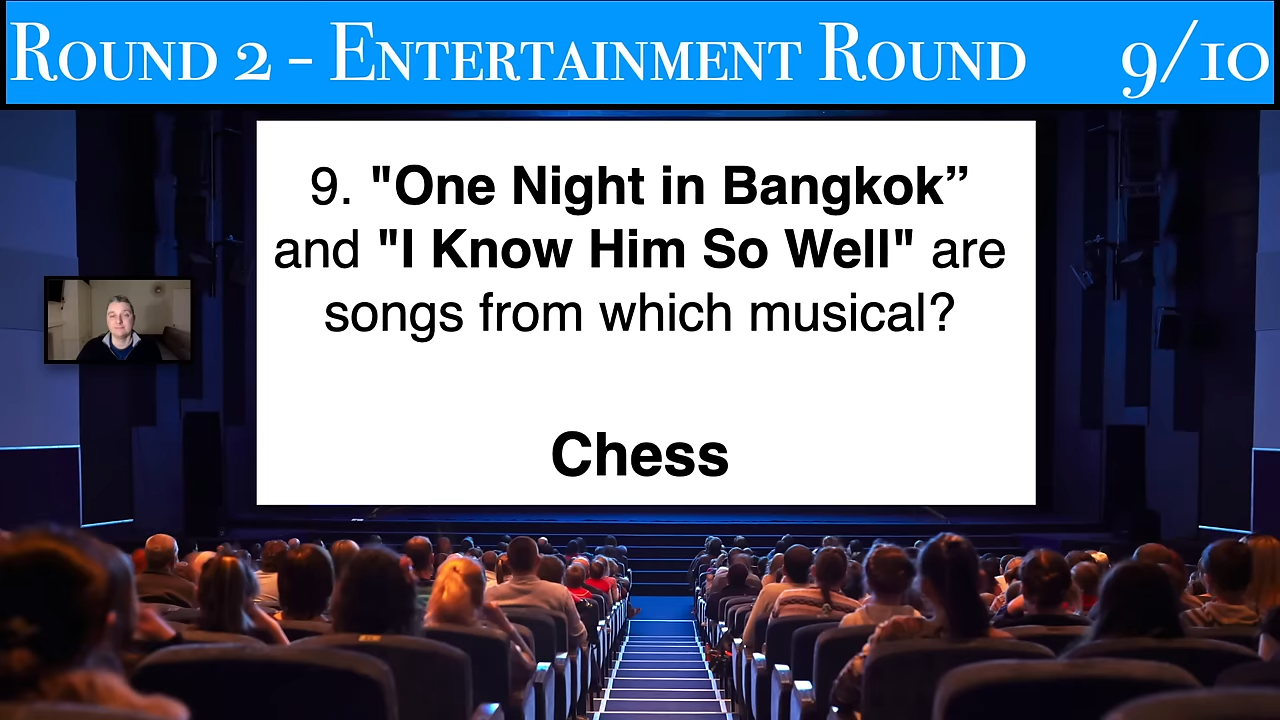 Round 2 - Entertainment Round 9/10
9. "One Night in Bangkok”
and "I Know Him So Well" are
songs from which musical?
Chess